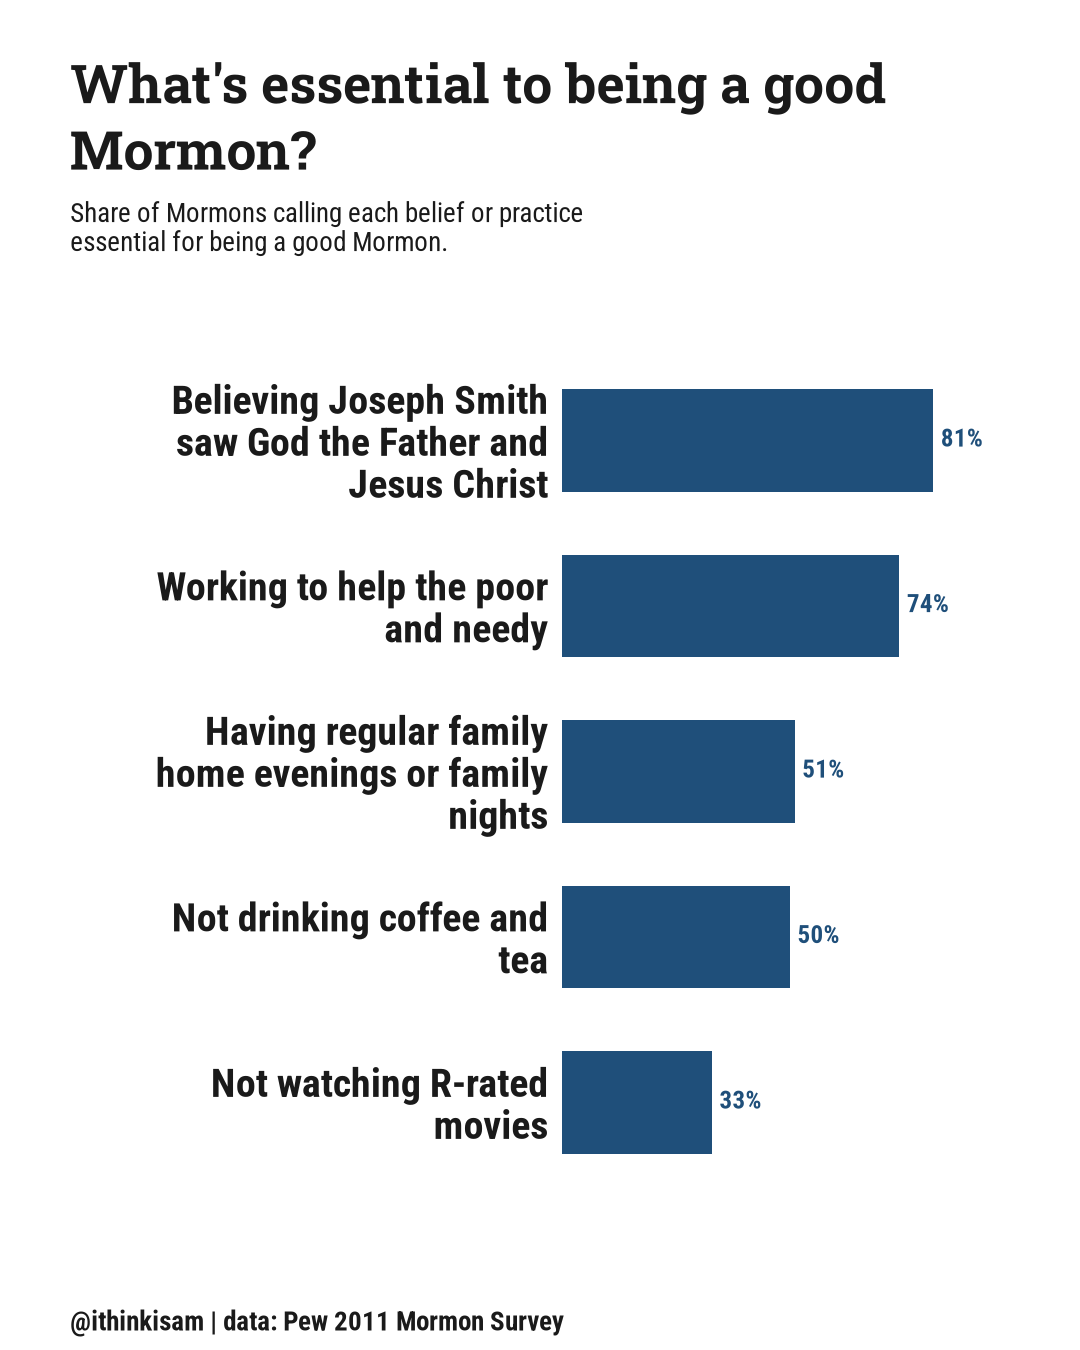 What's essential to being a good
Mormon?
Share of Mormons calling each belief or practice
essential for being a good Mormon.
Believing Joseph Smith
saw God the Father and
Jesus Christ
81%
Working to help the poor
and needy
74%
Having regular family
home evenings or family
nights
51%
Not drinking coffee and
tea
50%
Not watching R-rated
movies
33%
@ithinkisam | data: Pew 2011 Mormon Survey